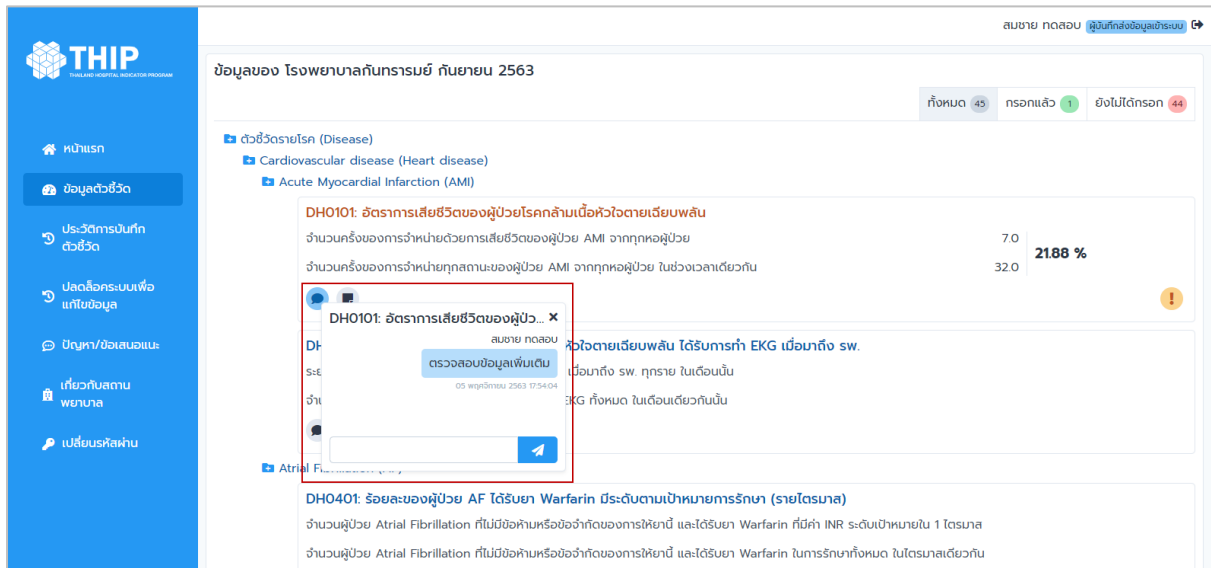 สมชาย ทดสอบ ผู้บันทึกส่งข้อมูลเข้าระบบ
THIP
THAILAND HOSPITAL INDICATOR PROGRAM
หน้าแรก
ข้อมูลตัวชี้วัด
ประวัติการบันทึก
ตัวชี้วัด
ปลดล็อคระบบเพื่อ
แก้ไขข้อมูล
ปัญหา/ข้อเสนอแนะ
เกี่ยวกับสถาน
พยาบาล
เปลี่ยนรหัสผ่าน
ข้อมูลของ โรงพยาบาลกันทรารมย์ กันยายน 2563
ทั้งหมด 45 กรอกแล้ว 1 ยังไม่ได้กรอก 44
ตัวชี้วัดรายโรค (Disease)
Cardiovascular disease (Heart disease)
Acute Myocardial Infarction (AMI)
DH0101: อัตราการเสียชีวิตของผู้ป่วยโรคกล้ามเนื้อหัวใจตายเฉียบพลัน
จำนวนครั้งของการจำหน่ายด้วยการเสียชีวิตของผู้ป่วย AMI จากทุกหอผู้ป่วย 7.0
21.88 %
จำนวนครั้งของการจำหน่ายทุกสถานะของผู้ป่วย AMI จากทุกหอผู้ป่วย ในช่วงเวลาเดียวกัน 32.0
DH0101: อัตราการเสียชีวิตของผู้ป่ว... ×
สมชาย ทดสอบ
ตรวจสอบข้อมูลเพิ่มเติม
05 พฤศจิกายน 2563 17:54:04
หัวใจตายเฉียบพลัน ได้รับการทำ EKG เมื่อมาถึง รพ.
เมื่อมาถึง รพ. ทุกราย ในเดือนนั้น
EKG ทั้งหมด ในเดือนเดียวกันนั้น
DH0401: ร้อยละของผู้ป่วย AF ได้รับยา Warfarin มีระดับตามเป้าหมายการรักษา (รายไตรมาส)
จำนวนผู้ป่วย Atrial Fibrillation ที่ไม่มีข้อห้ามหรือข้อจำกัดของการให้ยานี้ และได้รับยา Warfarin ที่มีค่า INR ระดับเป้าหมายใน 1 ไตรมาส
จำนวนผู้ป่วย Atrial Fibrillation ที่ไม่มีข้อห้ามหรือข้อจำกัดของการให้ยานี้ และได้รับยา Warfarin ในการรักษาทั้งหมด ในไตรมาสเดียวกัน